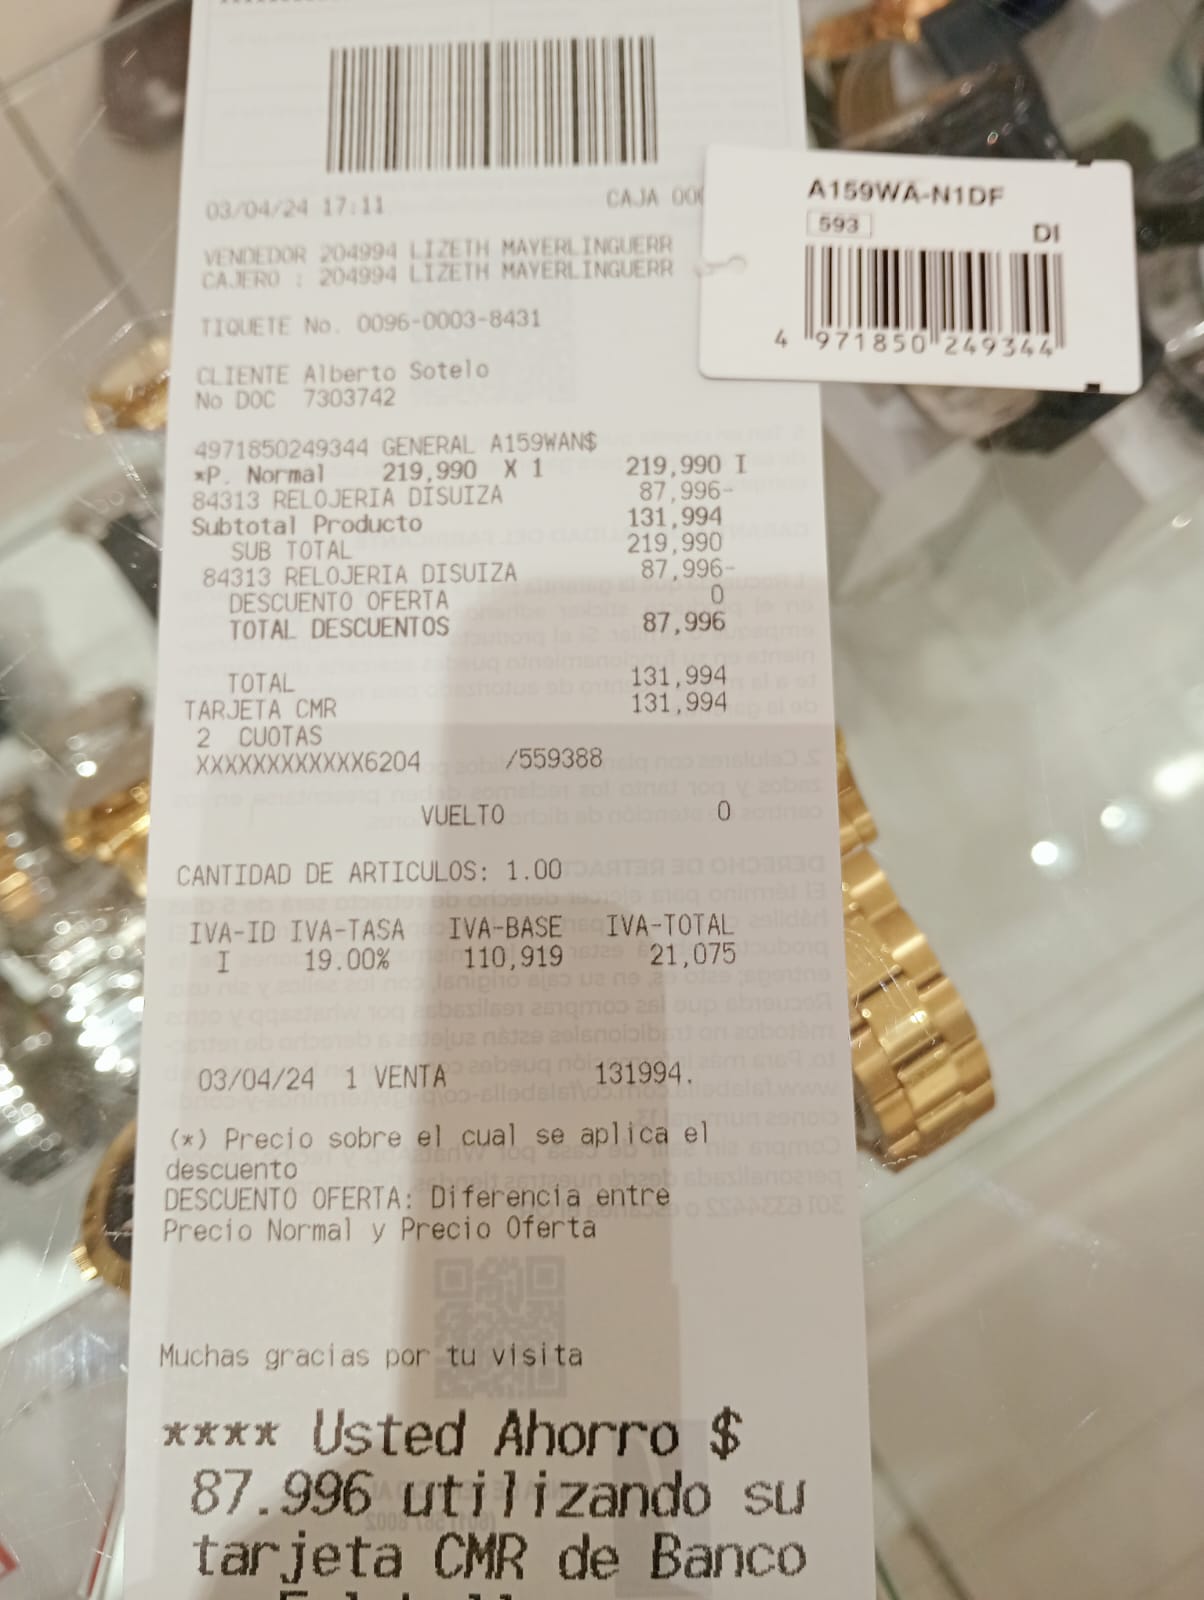 03/04/24 17:11 CAJA 000
VENDEDOR 204994 LIZETH MAYERLINGUERR
CAJERO : 204994 LIZETH MAYERLINGUERR
TIQUETE No. 0096-0003-8431
CLIENTE Alberto Sotelo
No DOC 7303742
4971850249344 GENERAL A159WAN$
*P. Normal 219,990 X 1 219,990 I
84313 RELOJERIA DISUIZA 87,996-
Subtotal Producto 131,994
SUB TOTAL 219,990
84313 RELOJERIA DISUIZA 87,996-
DESCUENTO OFERTA 0
TOTAL DESCUENTOS 87,996
TOTAL 131,994
TARJETA CMR 131,994
2 CUOTAS
XXXXXXXXXXXX6204 /559388
VUELTO 0
CANTIDAD DE ARTICULOS: 1.00
IVA-ID IVA-TASA IVA-BASE IVA-TOTAL
I 19.00% 110,919 21,075
03/04/24 1 VENTA 131994.
(*) Precio sobre el cual se aplica el
descuento
DESCUENTO OFERTA: Diferencia entre
Precio Normal y Precio Oferta
Muchas gracias por tu visita
**** Usted Ahorro $
87.996 utilizando su
tarjeta CMR de Banco
A159WA-N1DF
593
DI
4 971850 249344